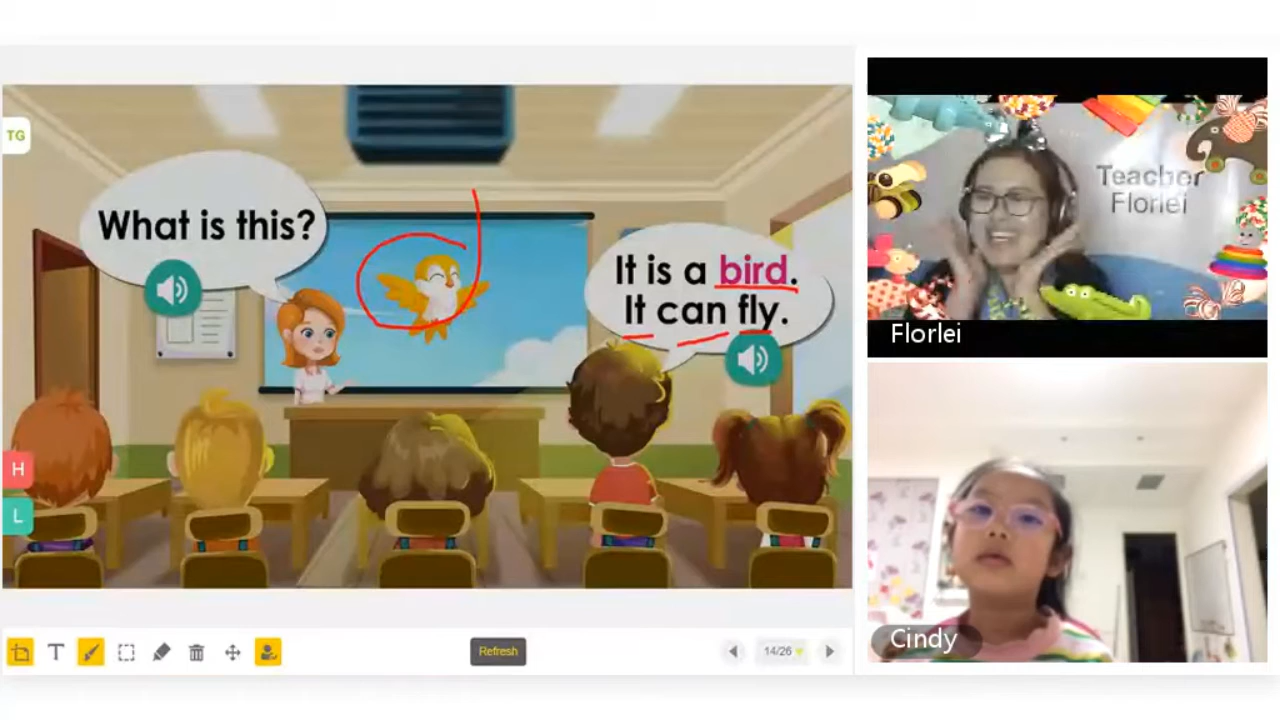 TG
What is this?
It is a bird.
It can fly.
H
L
T
Refresh
14/26
Teacher
Florlei
Florlei
Cindy